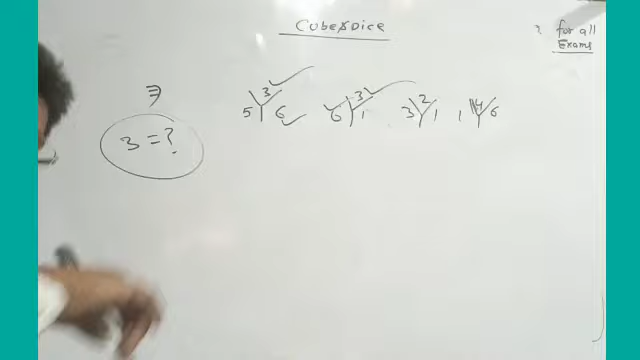 Cube & Dice
? for all
Exams
3 3 2 4
5 6 6 1 3 1 1 6
3 = ?